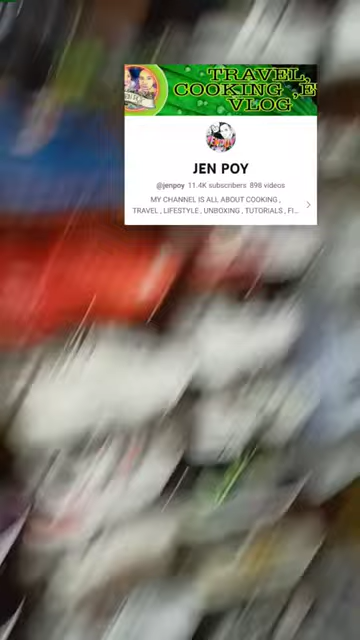 TRAVEL,
COOKING ,E
VLOG
JEN POY
@jenpoy 11.4K subscribers 898 videos
MY CHANNEL IS ALL ABOUT COOKING ,
TRAVEL , LIFESTYLE , UNBOXING , TUTORIALS , FI...